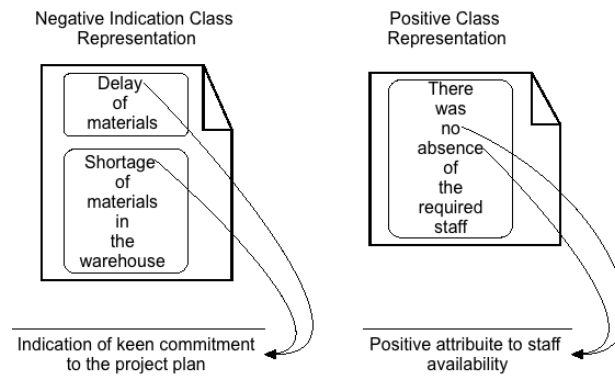 Negative Indication Class
Representation
Delay
of
materials
Shortage
of
materials
in
the
warehouse
Indication of keen commitment
to the project plan
Positive Class
Representation
There
was
no
absence
of
the
required
staff
Positive attribuite to staff
availability